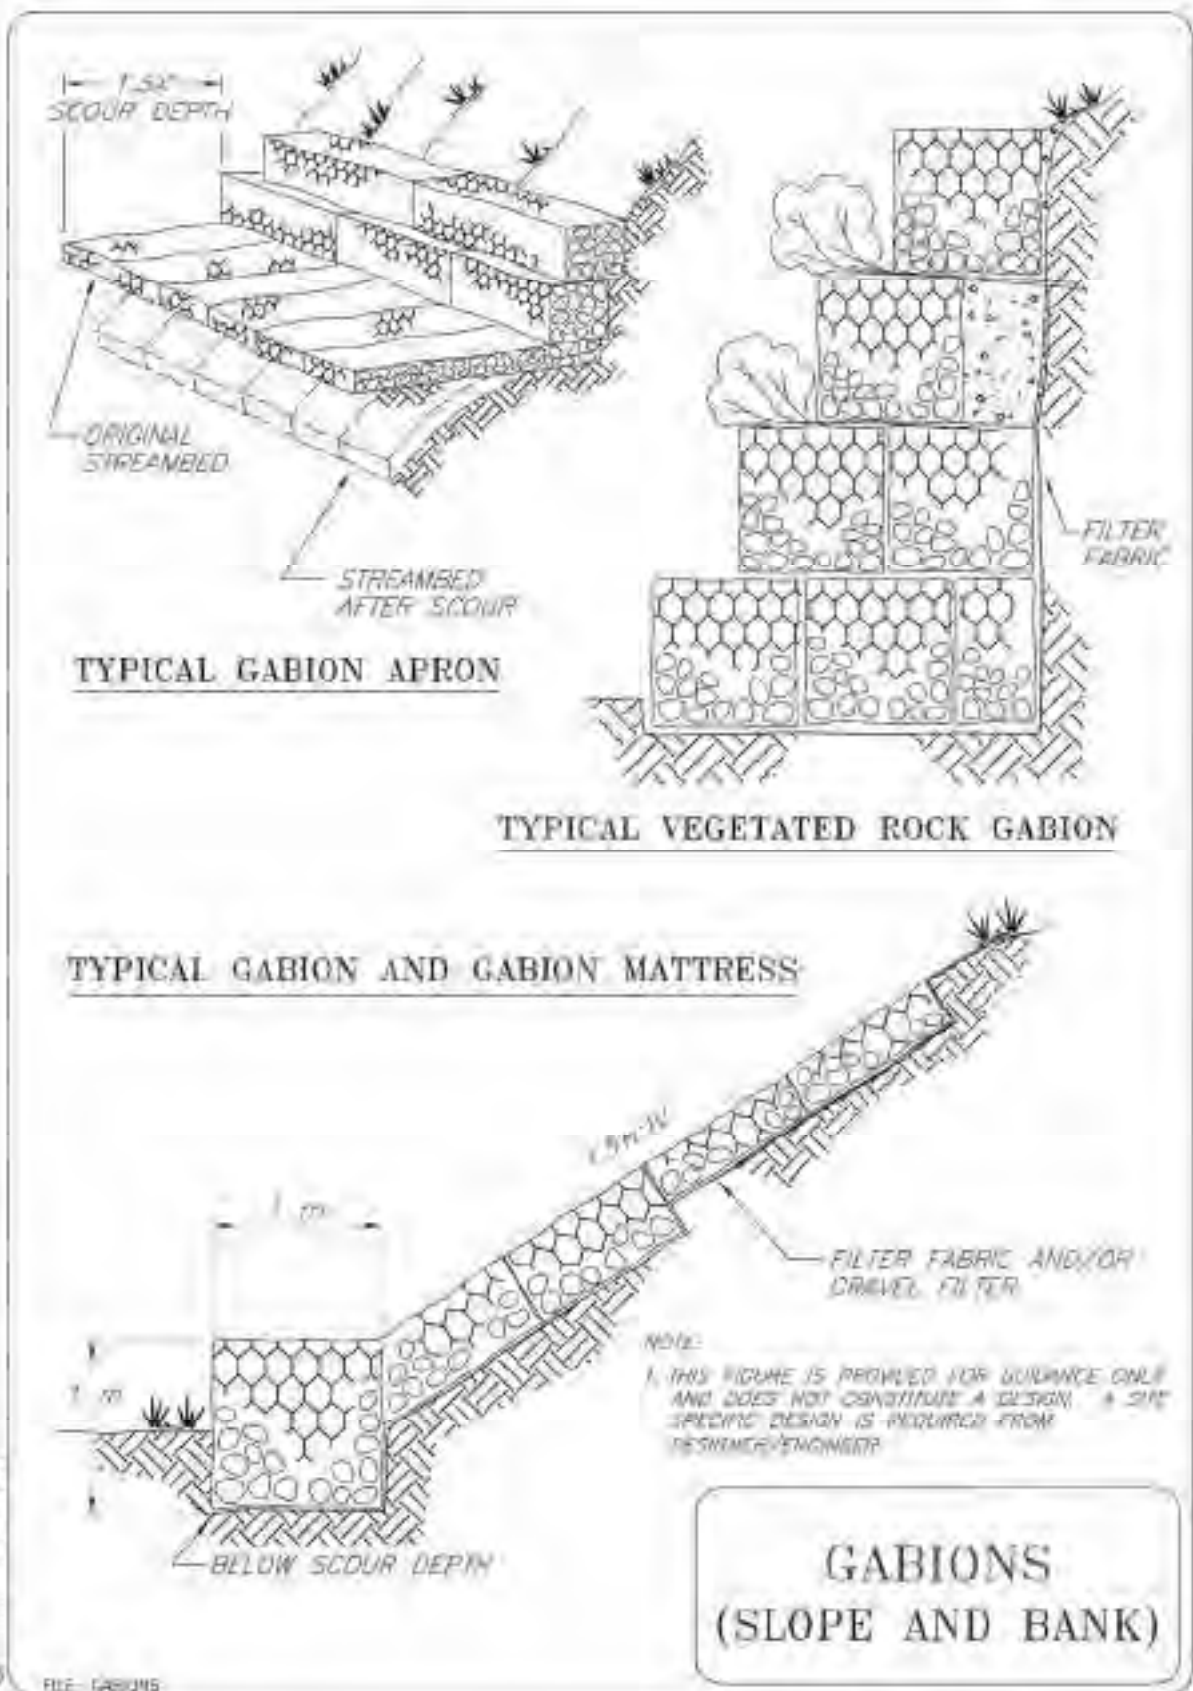 SCOUR DEPTH
ORIGINAL
STREAMBED
STREAMBED
AFTER SCOUR
TYPICAL GABION APRON
FILTER
FABRIC
TYPICAL VEGETATED ROCK GABION
TYPICAL GABION AND GABION MATTRESS
1 m
FILTER FABRIC AND/OR
GRAVEL FILTER
1 m
NOTE:
1. THIS FIGURE IS PROVIDED FOR GUIDANCE ONLY
AND DOES NOT CONSTITUTE A DESIGN. A SITE
SPECIFIC DESIGN IS REQUIRED FROM
DESIGNER/ENGINEER
BELOW SCOUR DEPTH
GABIONS
(SLOPE AND BANK)
FILE: GABIONS